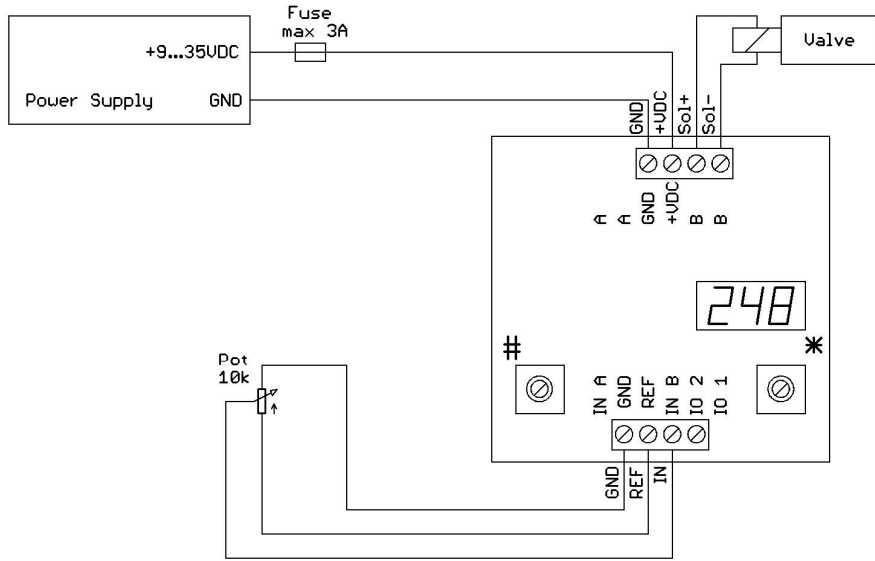 Fuse
max 3A
+9...35VDC
Power Supply
GND
Valve
GND
+VDC
Sol+
Sol-
A
A
GND
+VDC
B
B
248
#
*
Pot
10k
IN A
GND
REF
IN B
IO 2
IO 1
GND
REF
IN